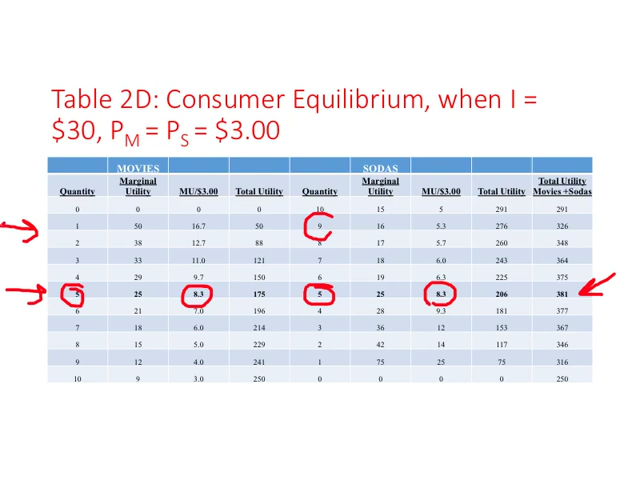 Table 2D: Consumer Equilibrium, when I =
$30, PM = PS = $3.00
MOVIES SODAS
Quantity Marginal Utility MU/$3.00 Total Utility Quantity Marginal Utility MU/$3.00 Total Utility Total Utility Movies +Sodas
0 0 0 0 10 15 5 291 291
1 50 16.7 50 9 16 5.3 276 326
2 38 12.7 88 8 17 5.7 260 348
3 33 11.0 121 7 18 6.0 243 364
4 29 9.7 150 6 19 6.3 225 375
5 25 8.3 175 5 25 8.3 206 381
6 21 7.0 196 4 28 9.3 181 377
7 18 6.0 214 3 36 12 153 367
8 15 5.0 229 2 42 14 117 346
9 12 4.0 241 1 75 25 75 316
10 9 3.0 250 0 0 0 0 250